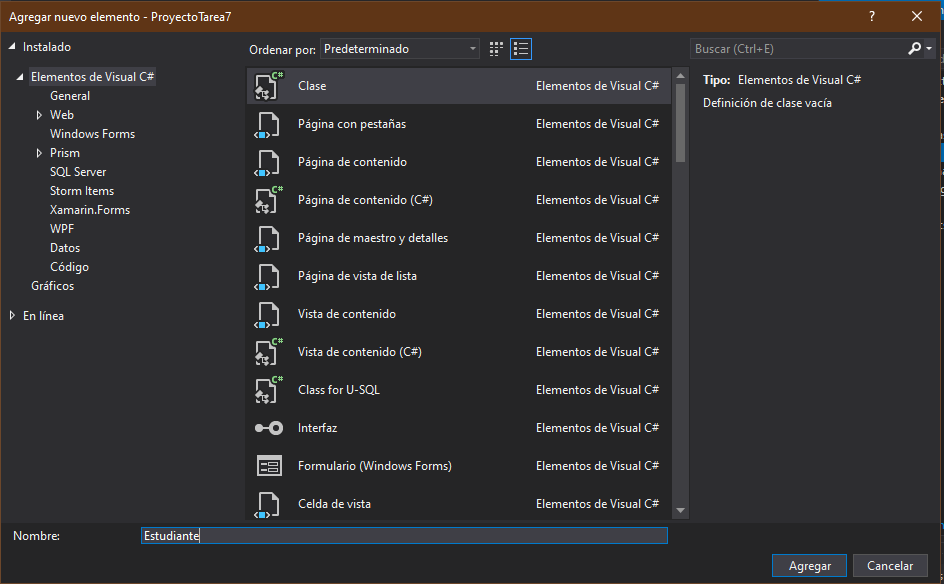 Agregar nuevo elemento - ProyectoTarea7
Instalado
Ordenar por: Predeterminado
Buscar (Ctrl+E)
Elementos de Visual C#
General
Web
Windows Forms
Prism
SQL Server
Storm Items
Xamarin.Forms
WPF
Datos
Código
Gráficos
En línea
Clase Elementos de Visual C#
Página con pestañas Elementos de Visual C#
Página de contenido Elementos de Visual C#
Página de contenido (C#) Elementos de Visual C#
Página de maestro y detalles Elementos de Visual C#
Página de vista de lista Elementos de Visual C#
Vista de contenido Elementos de Visual C#
Vista de contenido (C#) Elementos de Visual C#
Class for U-SQL Elementos de Visual C#
Interfaz Elementos de Visual C#
Formulario (Windows Forms) Elementos de Visual C#
Celda de vista Elementos de Visual C#
Tipo: Elementos de Visual C#
Definición de clase vacía
Nombre: Estudiante
Agregar Cancelar